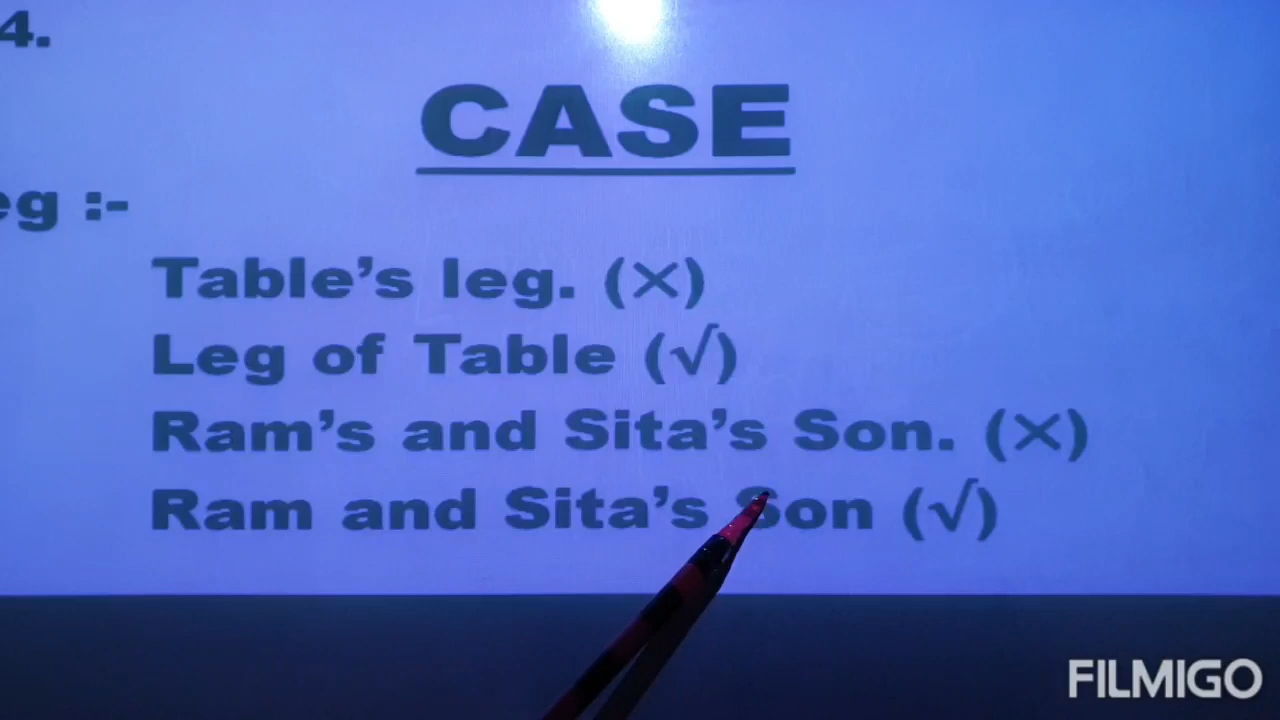 4.
CASE
eg :-
Table's leg. (×)
Leg of Table (√)
Ram's and Sita's Son. (×)
Ram and Sita's Son (√)
FILMIGO